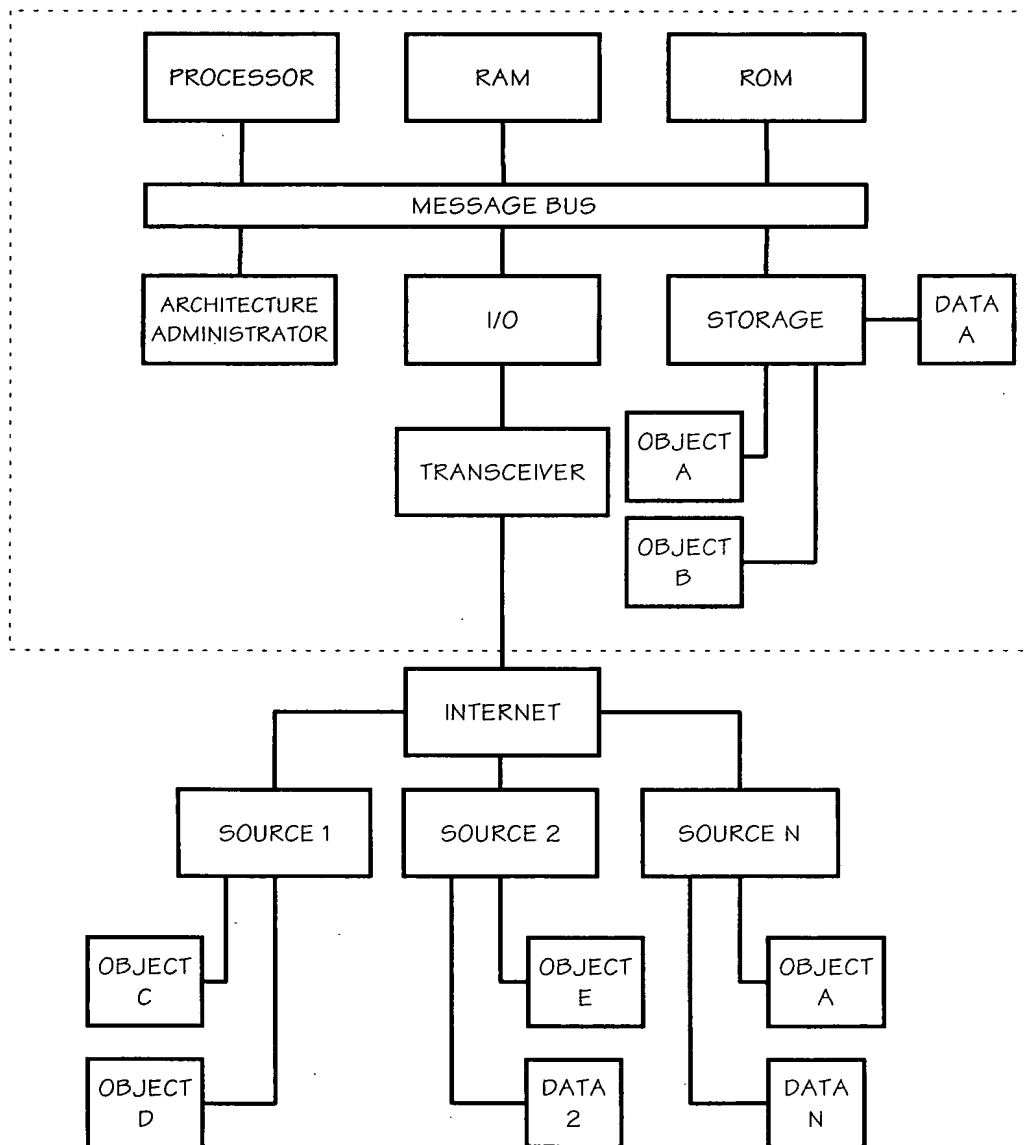 PROCESSOR
RAM
ROM
MESSAGE BUS
ARCHITECTURE
ADMINISTRATOR
I/O
STORAGE
DATA
A
TRANSCEIVER
OBJECT
A
OBJECT
B
INTERNET
SOURCE 1
SOURCE 2
SOURCE N
OBJECT
C
OBJECT
E
OBJECT
A
OBJECT
D
DATA
2
DATA
N